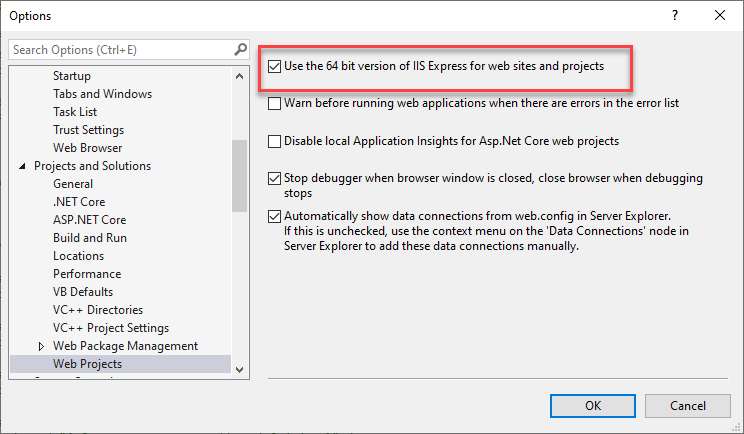 Options
Search Options (Ctrl+E)
Startup
Tabs and Windows
Task List
Trust Settings
Web Browser
Projects and Solutions
General
.NET Core
ASP.NET Core
Build and Run
Locations
Performance
VB Defaults
VC++ Directories
VC++ Project Settings
Web Package Management
Web Projects
Use the 64 bit version of IIS Express for web sites and projects
Warn before running web applications when there are errors in the error list
Disable local Application Insights for Asp.Net Core web projects
Stop debugger when browser window is closed, close browser when debugging
stops
Automatically show data connections from web.config in Server Explorer.
If this is unchecked, use the context menu on the 'Data Connections' node in
Server Explorer to add these data connections manually.
OK
Cancel